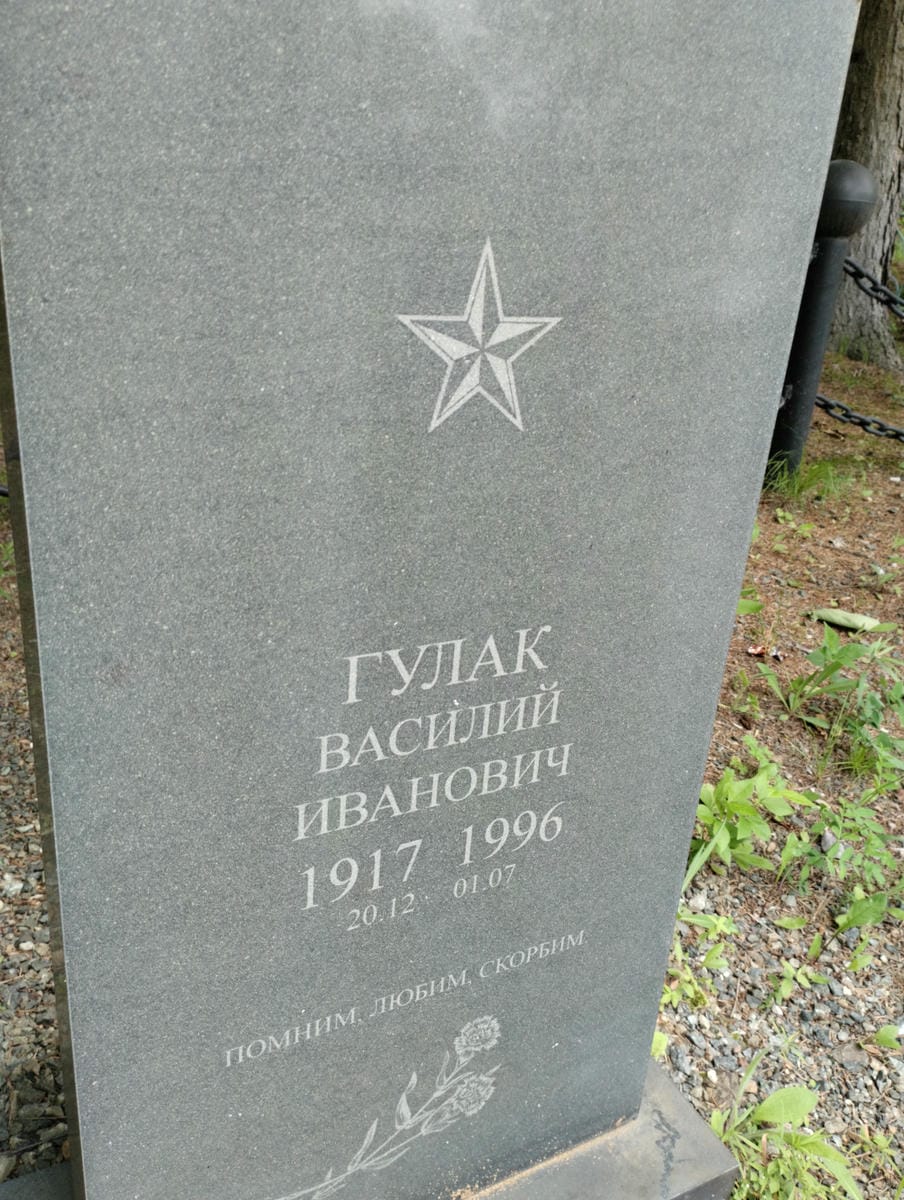 ГУЛАК
ВАСИЛИЙ
ИВАНОВИЧ
1917 1996
20.12 01.07
ПОМНИМ, ЛЮБИМ, СКОРБИМ.